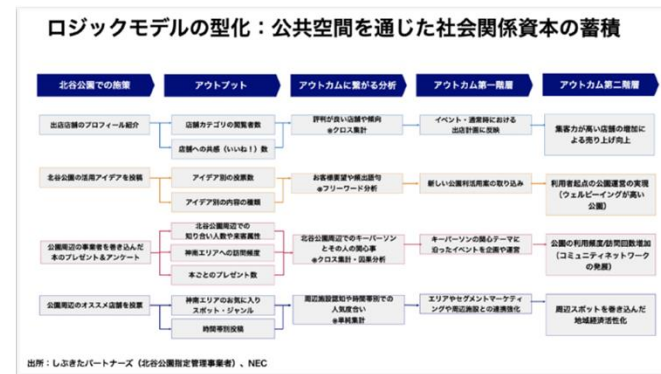 ロジックモデルの型化：公共空間を通じた社会関係資本の蓄積
北谷公園での施策
アウトプット
アウトカムに繋がる分析
アウトカム第一階層
アウトカム第二階層
出店店舗のプロフィール紹介
店舗カテゴリの閲覧者数
店舗への共感（いいね！）数
評判が良い店舗や傾向
※クロス集計
イベント・通常時における
出店計画に反映
集客力が高い店舗の増加に
よる売り上げ向上
北谷公園の活用アイデアを投稿
アイデア別の投票数
アイデア別の内容の種類
お客様要望や頻出語句
※フリーワード分析
新しい公園利活用案の取り込み
利用者起点の公園運営の実現
（ウェルビーイングが高い
公園）
公園周辺の事業者を巻き込んだ
本のプレゼント＆アンケート
北谷公園周辺での
知り合い人数や来客属性
神南エリアへの訪問頻度
本ごとのプレゼント数
北谷公園周辺でのキーパーソン
とその人の関心事
※クロス集計・因果分析
キーパーソンの関心テーマに
沿ったイベントを企画や運営
公園の利用頻度/訪問回数増加
（コミュニティネットワーク
の発展）
公園周辺のオススメ店舗を投票
神南エリアのお気に入り
スポット・ジャンル
時間帯別投稿
周辺施設認知や時間帯別での
人気度合い
※単純集計
エリアやセグメントマーケティ
ングや周辺施設との連携強化
周辺スポットを巻き込んだ
地域経済活性化
出所：しぶきたパートナーズ（北谷公園指定管理事業者）、NEC